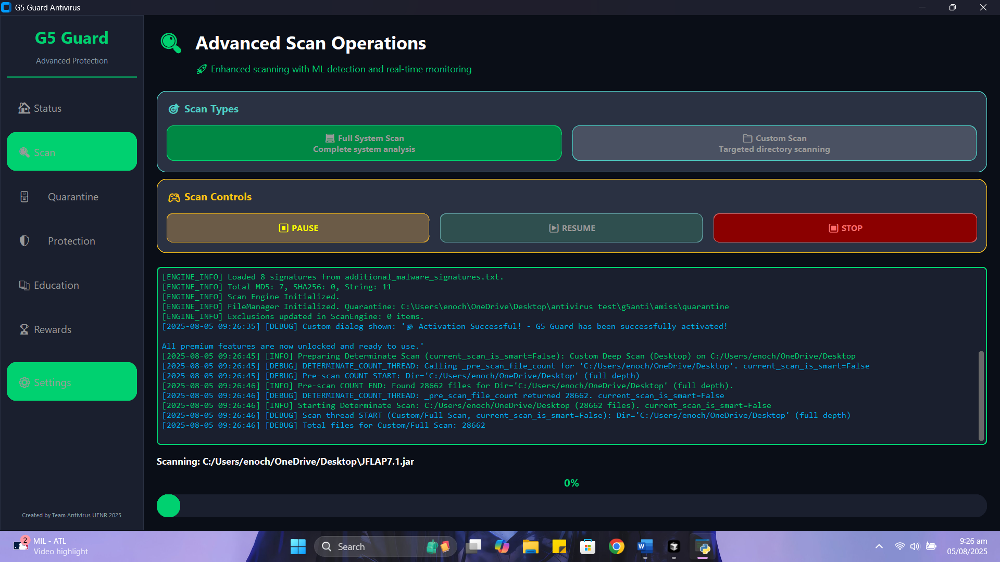 G5 Guard Antivirus
G5 Guard
Advanced Protection
Status
Scan
Quarantine
Protection
Education
Rewards
Settings
Created by Team Antivirus UENR 2025
Advanced Scan Operations
Enhanced scanning with ML detection and real-time monitoring
Scan Types
Full System Scan
Complete system analysis
Custom Scan
Targeted directory scanning
Scan Controls
PAUSE
RESUME
STOP
[ENGINE_INFO] Loaded 8 signatures from additional_malware_signatures.txt.
[ENGINE_INFO] Total MD5: 7, SHA256: 0, String: 11
[ENGINE_INFO] Scan Engine Initialized.
[ENGINE_INFO] FileManager Initialized. Quarantine: C:\Users\enoch\OneDrive\Desktop\antivirus test\g5anti\amiss\quarantine
[ENGINE_INFO] Exclusions updated in ScanEngine: 0 items.
[2025-08-05 09:26:35] [DEBUG] Custom dialog shown: '🎉 Activation Successful! - G5 Guard has been successfully activated!
All premium features are now unlocked and ready to use.'
[2025-08-05 09:26:45] [INFO] Preparing Determinate Scan (current_scan_is_smart=False): Custom Deep Scan (Desktop) on C:/Users/enoch/OneDrive/Desktop
[2025-08-05 09:26:45] [DEBUG] DETERMINATE_COUNT_THREAD: Calling _pre_scan_file_count for 'C:/Users/enoch/OneDrive/Desktop'. current_scan_is_smart=False
[2025-08-05 09:26:45] [DEBUG] Pre-scan COUNT START: Dir='C:/Users/enoch/OneDrive/Desktop' (full depth)
[2025-08-05 09:26:46] [INFO] Pre-scan COUNT END: Found 28662 files for Dir='C:/Users/enoch/OneDrive/Desktop' (full depth).
[2025-08-05 09:26:46] [DEBUG] DETERMINATE_COUNT_THREAD: _pre_scan_file_count returned 28662. current_scan_is_smart=False
[2025-08-05 09:26:46] [INFO] Starting Determinate Scan: C:/Users/enoch/OneDrive/Desktop (28662 files). current_scan_is_smart=False
[2025-08-05 09:26:46] [DEBUG] Scan thread START (Custom/Full Scan, current_scan_is_smart=False): Dir='C:/Users/enoch/OneDrive/Desktop' (full depth)
[2025-08-05 09:26:46] [DEBUG] Total files for Custom/Full Scan: 28662
Scanning: C:/Users/enoch/OneDrive/Desktop\JFLAP7.1.jar
0%
2
MIL - ATL
Video highlight
Search
W
9:26 am
05/08/2025